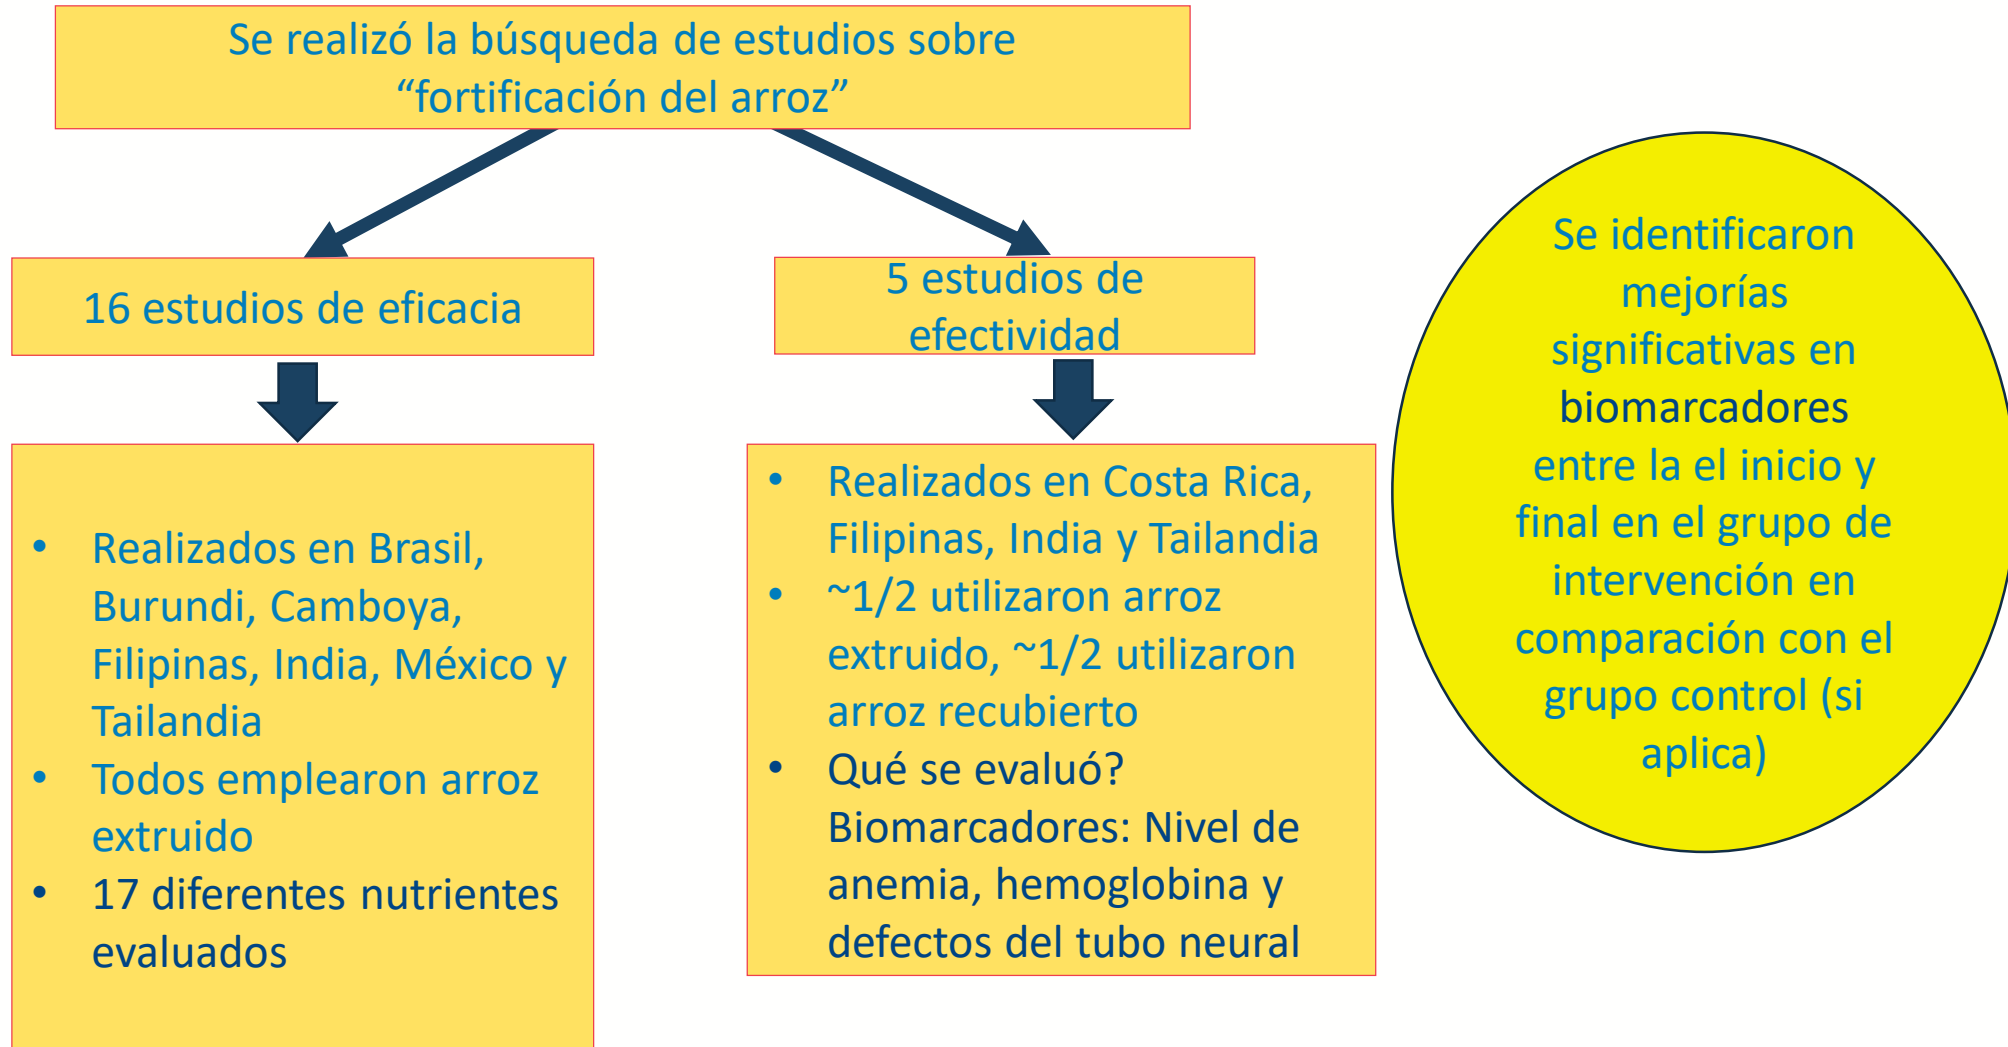 Se realizó la búsqueda de estudios sobre
“fortificación del arroz”
16 estudios de eficacia
5 estudios de
efectividad
• Realizados en Brasil,
Burundi, Camboya,
Filipinas, India, México y
Tailandia
• Todos emplearon arroz
extruido
• 17 diferentes nutrientes
evaluados
• Realizados en Costa Rica,
Filipinas, India y Tailandia
• ~1/2 utilizaron arroz
extruido, ~1/2 utilizaron
arroz recubierto
• Qué se evaluó?
Biomarcadores: Nivel de
anemia, hemoglobina y
defectos del tubo neural
Se identificaron
mejorías
significativas en
biomarcadores
entre la el inicio y
final en el grupo de
intervención en
comparación con el
grupo control (si
aplica)